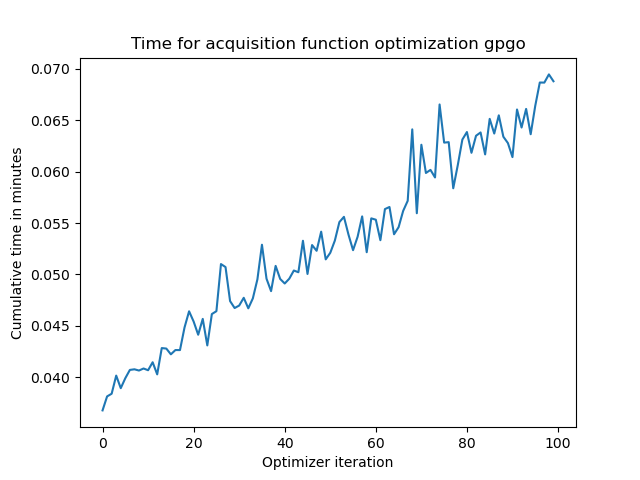 Time for acquisition function optimization gpgo
0.070
0.065
0.060
0.055
0.050
0.045
0.040
Cumulative time in minutes
0 20 40 60 80 100
Optimizer iteration